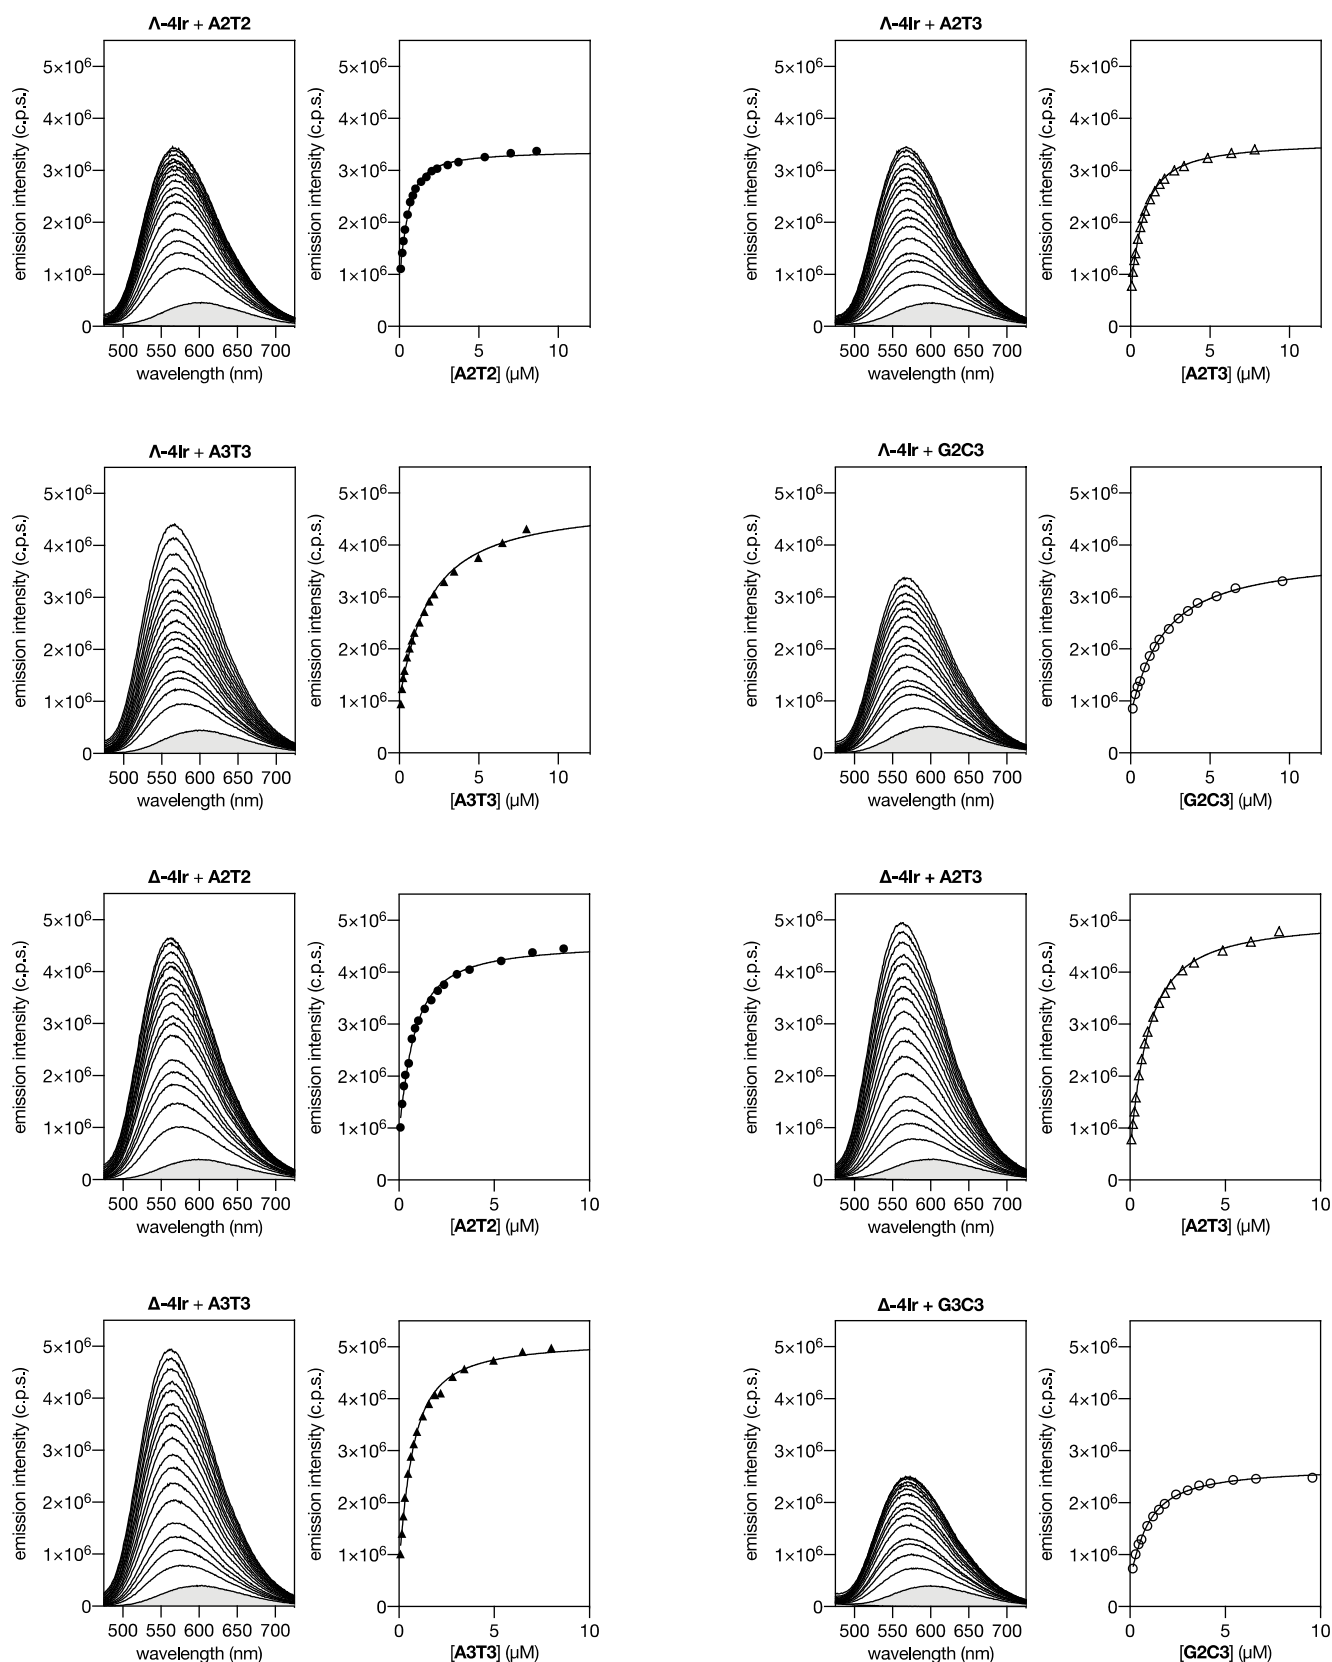 Λ-4Ir + A2T2
emission intensity (c.p.s.)
5×10⁶
4×10⁶
3×10⁶
2×10⁶
1×10⁶
0
500 550 600 650 700
wavelength (nm)
emission intensity (c.p.s.)
5×10⁶
4×10⁶
3×10⁶
2×10⁶
1×10⁶
0
0 5 10
[A2T2] (µM)
Λ-4Ir + A2T3
emission intensity (c.p.s.)
5×10⁶
4×10⁶
3×10⁶
2×10⁶
1×10⁶
0
500 550 600 650 700
wavelength (nm)
emission intensity (c.p.s.)
5×10⁶
4×10⁶
3×10⁶
2×10⁶
1×10⁶
0
0 5 10
[A2T3] (µM)
Λ-4Ir + A3T3
emission intensity (c.p.s.)
5×10⁶
4×10⁶
3×10⁶
2×10⁶
1×10⁶
0
500 550 600 650 700
wavelength (nm)
emission intensity (c.p.s.)
5×10⁶
4×10⁶
3×10⁶
2×10⁶
1×10⁶
0
0 5 10
[A3T3] (µM)
Λ-4Ir + G2C3
emission intensity (c.p.s.)
5×10⁶
4×10⁶
3×10⁶
2×10⁶
1×10⁶
0
500 550 600 650 700
wavelength (nm)
emission intensity (c.p.s.)
5×10⁶
4×10⁶
3×10⁶
2×10⁶
1×10⁶
0
0 5 10
[G2C3] (µM)
Δ-4Ir + A2T2
emission intensity (c.p.s.)
5×10⁶
4×10⁶
3×10⁶
2×10⁶
1×10⁶
0
500 550 600 650 700
wavelength (nm)
emission intensity (c.p.s.)
5×10⁶
4×10⁶
3×10⁶
2×10⁶
1×10⁶
0
0 5 10
[A2T2] (µM)
Δ-4Ir + A2T3
emission intensity (c.p.s.)
5×10⁶
4×10⁶
3×10⁶
2×10⁶
1×10⁶
0
500 550 600 650 700
wavelength (nm)
emission intensity (c.p.s.)
5×10⁶
4×10⁶
3×10⁶
2×10⁶
1×10⁶
0
0 5 10
[A2T3] (µM)
Δ-4Ir + A3T3
emission intensity (c.p.s.)
5×10⁶
4×10⁶
3×10⁶
2×10⁶
1×10⁶
0
500 550 600 650 700
wavelength (nm)
emission intensity (c.p.s.)
5×10⁶
4×10⁶
3×10⁶
2×10⁶
1×10⁶
0
0 5 10
[A3T3] (µM)
Δ-4Ir + G3C3
emission intensity (c.p.s.)
5×10⁶
4×10⁶
3×10⁶
2×10⁶
1×10⁶
0
500 550 600 650 700
wavelength (nm)
emission intensity (c.p.s.)
5×10⁶
4×10⁶
3×10⁶
2×10⁶
1×10⁶
0
0 5 10
[G2C3] (µM)